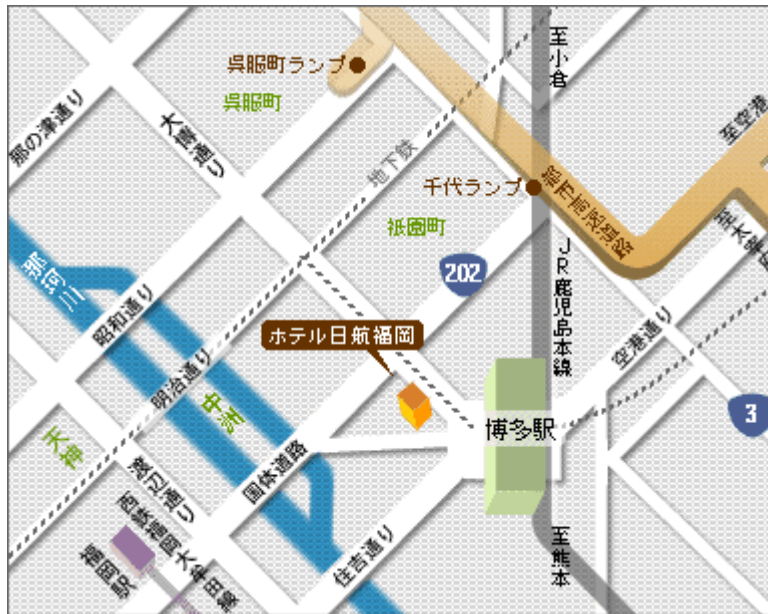 呉服町ランプ
至小倉
呉服町
那の津通り
大博通り
至空港
地下鉄
千代ランプ
都市高速道路
祇園町
202
那珂川
JR鹿児島本線
昭和通り
ホテル日航福岡
空港通り
明治通り
中洲
3
博多駅
天神
国体道路
渡辺通り
西鉄福岡大牟田線
福岡駅
住吉通り
至熊本